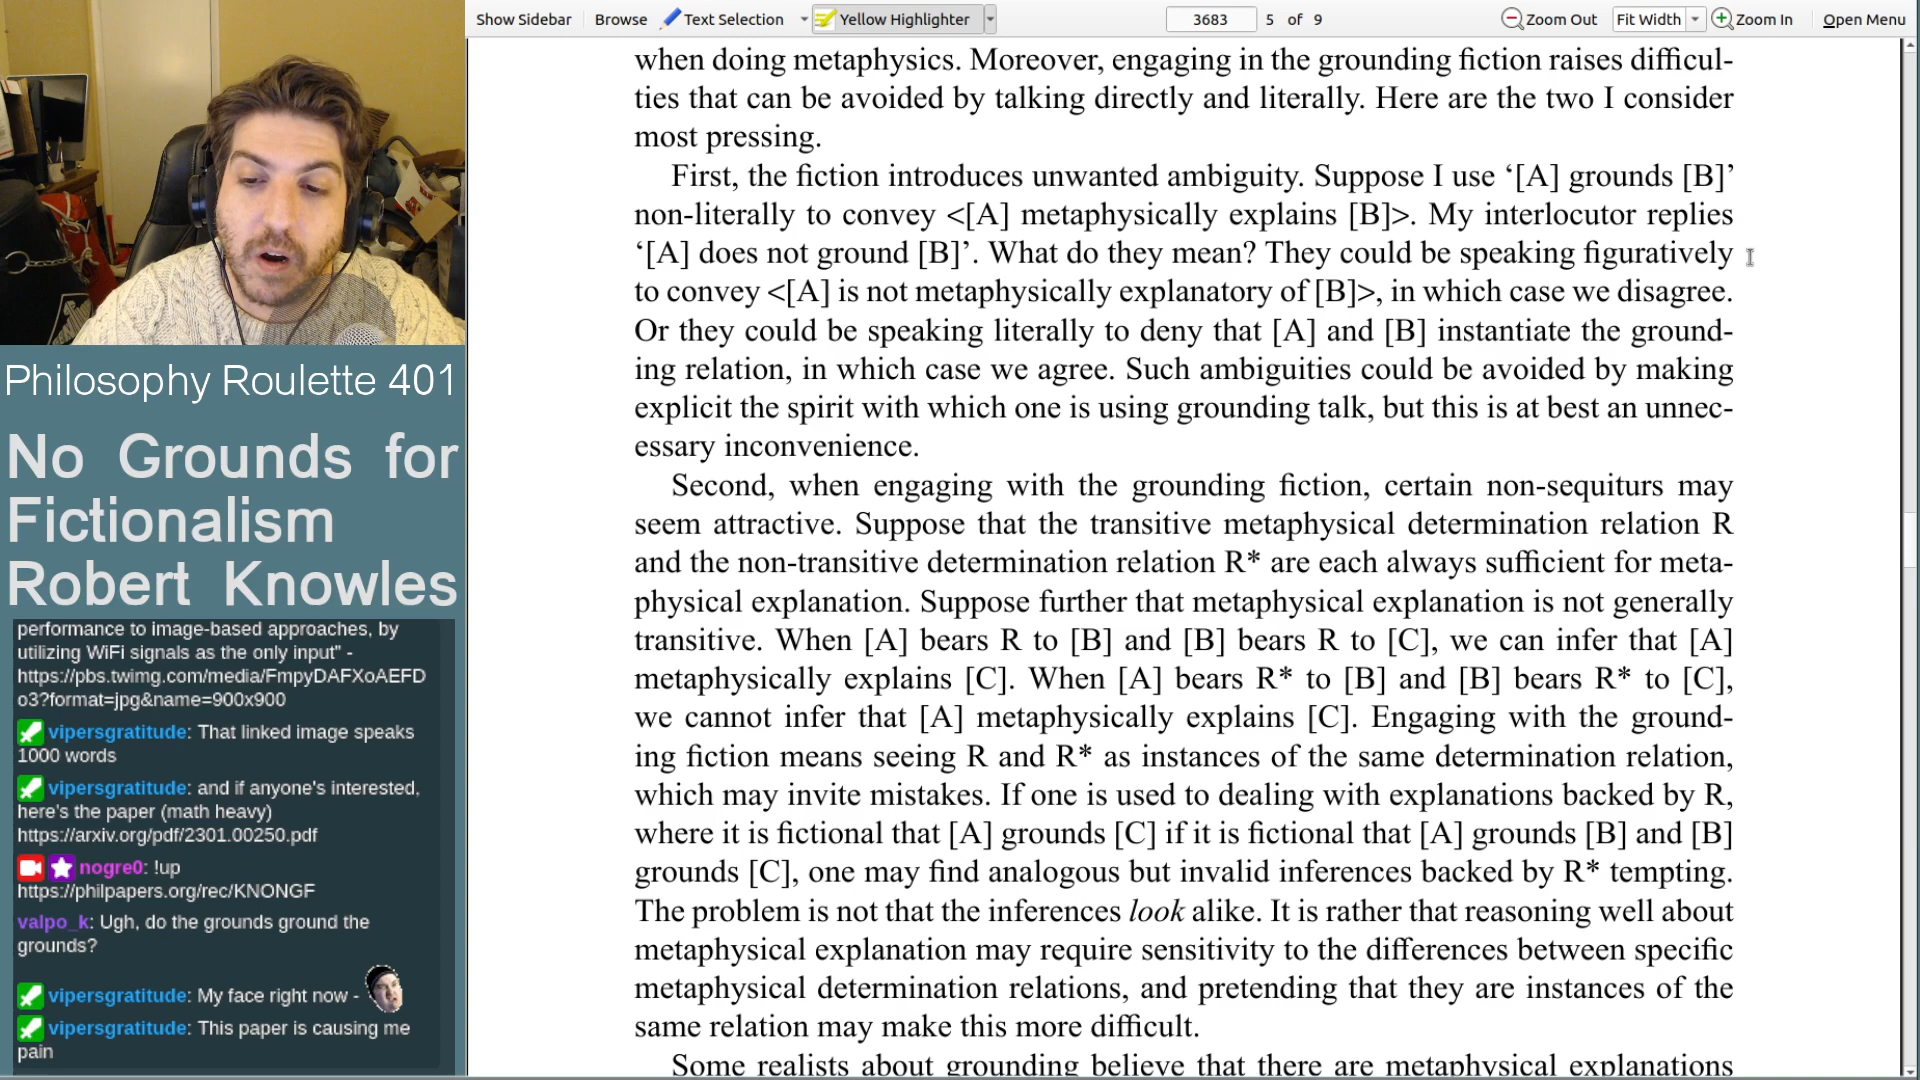 Show Sidebar Browse Text Selection Yellow Highlighter 3683 5 of 9 Zoom Out Fit Width Zoom In Open Menu
when doing metaphysics. Moreover, engaging in the grounding fiction raises difficul-
ties that can be avoided by talking directly and literally. Here are the two I consider
most pressing.
First, the fiction introduces unwanted ambiguity. Suppose I use ‘[A] grounds [B]’
non-literally to convey <[A] metaphysically explains [B]>. My interlocutor replies
‘[A] does not ground [B]’. What do they mean? They could be speaking figuratively
to convey <[A] is not metaphysically explanatory of [B]>, in which case we disagree.
Or they could be speaking literally to deny that [A] and [B] instantiate the ground-
ing relation, in which case we agree. Such ambiguities could be avoided by making
explicit the spirit with which one is using grounding talk, but this is at best an unnec-
essary inconvenience.
Second, when engaging with the grounding fiction, certain non-sequiturs may
seem attractive. Suppose that the transitive metaphysical determination relation R
and the non-transitive determination relation R* are each always sufficient for meta-
physical explanation. Suppose further that metaphysical explanation is not generally
transitive. When [A] bears R to [B] and [B] bears R to [C], we can infer that [A]
metaphysically explains [C]. When [A] bears R* to [B] and [B] bears R* to [C],
we cannot infer that [A] metaphysically explains [C]. Engaging with the ground-
ing fiction means seeing R and R* as instances of the same determination relation,
which may invite mistakes. If one is used to dealing with explanations backed by R,
where it is fictional that [A] grounds [C] if it is fictional that [A] grounds [B] and [B]
grounds [C], one may find analogous but invalid inferences backed by R* tempting.
The problem is not that the inferences look alike. It is rather that reasoning well about
metaphysical explanation may require sensitivity to the differences between specific
metaphysical determination relations, and pretending that they are instances of the
same relation may make this more difficult.
Some realists about grounding believe that there are metaphysical explanations
Philosophy Roulette 401
No Grounds for
Fictionalism
Robert Knowles
performance to image-based approaches, by
utilizing WiFi signals as the only input" -
https://pbs.twimg.com/media/FmpyDAFXoAEFD
o3?format=jpg&name=900x900
vipersgratitude: That linked image speaks
1000 words
vipersgratitude: and if anyone's interested,
here's the paper (math heavy)
https://arxiv.org/pdf/2301.00250.pdf
nogre0: !up
https://philpapers.org/rec/KNONGF
valpo_k: Ugh, do the grounds ground the
grounds?
vipersgratitude: My face right now -
vipersgratitude: This paper is causing me
pain